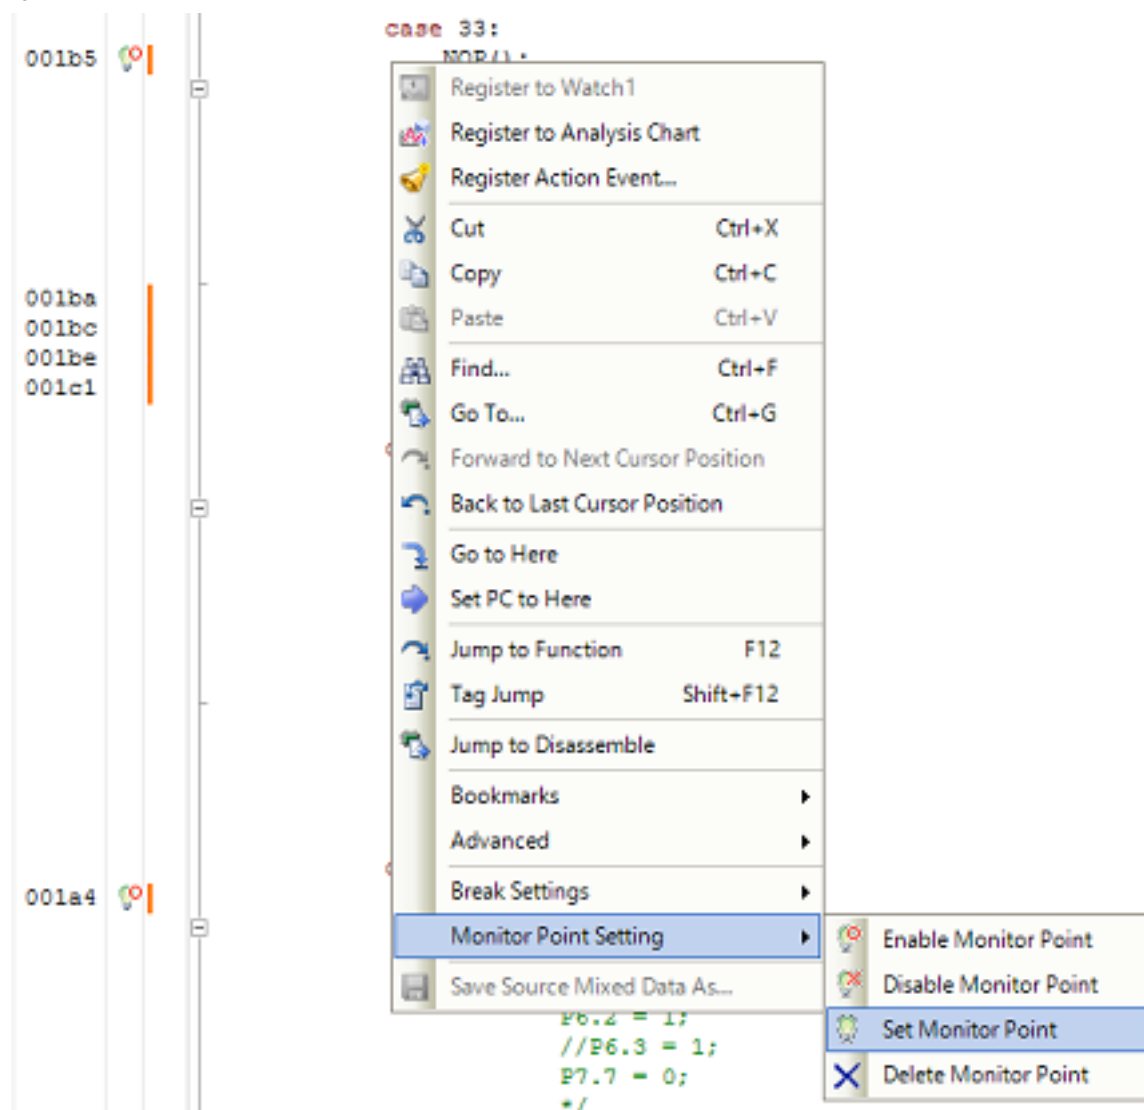 case 33:
001b5
NOP();
Register to Watch1
Register to Analysis Chart
Register Action Event...
Cut Ctrl+X
Copy Ctrl+C
Paste Ctrl+V
001ba
001bc
001be
001c1
Find... Ctrl+F
Go To... Ctrl+G
Forward to Next Cursor Position
Back to Last Cursor Position
Go to Here
Set PC to Here
Jump to Function F12
Tag Jump Shift+F12
Jump to Disassemble
Bookmarks
Advanced
001a4
Break Settings
Monitor Point Setting
Enable Monitor Point
Save Source Mixed Data As...
Disable Monitor Point
P6.2 = 1;
Set Monitor Point
//P6.3 = 1;
P7.7 = 0;
Delete Monitor Point
*/